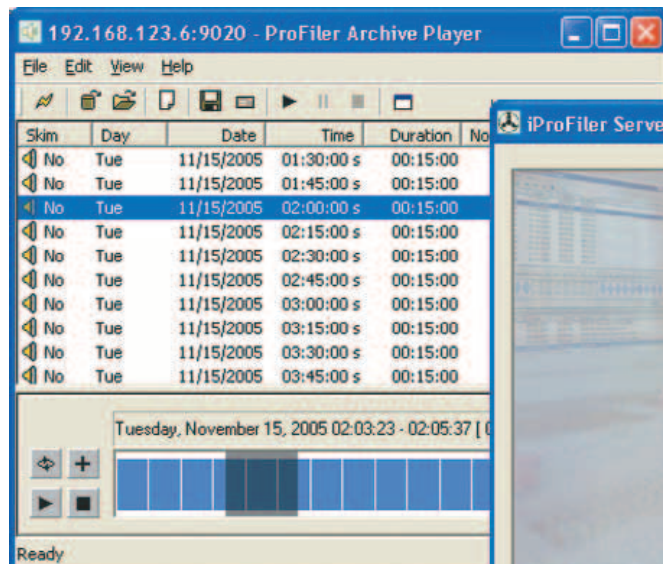 192.168.123.6:9020 - ProFiler Archive Player
File Edit View Help
iProFiler Serve
Skim Day Date Time Duration No
No Tue 11/15/2005 01:30:00 s 00:15:00
No Tue 11/15/2005 01:45:00 s 00:15:00
No Tue 11/15/2005 02:00:00 s 00:15:00
No Tue 11/15/2005 02:15:00 s 00:15:00
No Tue 11/15/2005 02:30:00 s 00:15:00
No Tue 11/15/2005 02:45:00 s 00:15:00
No Tue 11/15/2005 03:00:00 s 00:15:00
No Tue 11/15/2005 03:15:00 s 00:15:00
No Tue 11/15/2005 03:30:00 s 00:15:00
No Tue 11/15/2005 03:45:00 s 00:15:00
Tuesday, November 15, 2005 02:03:23 - 02:05:37 [
Ready